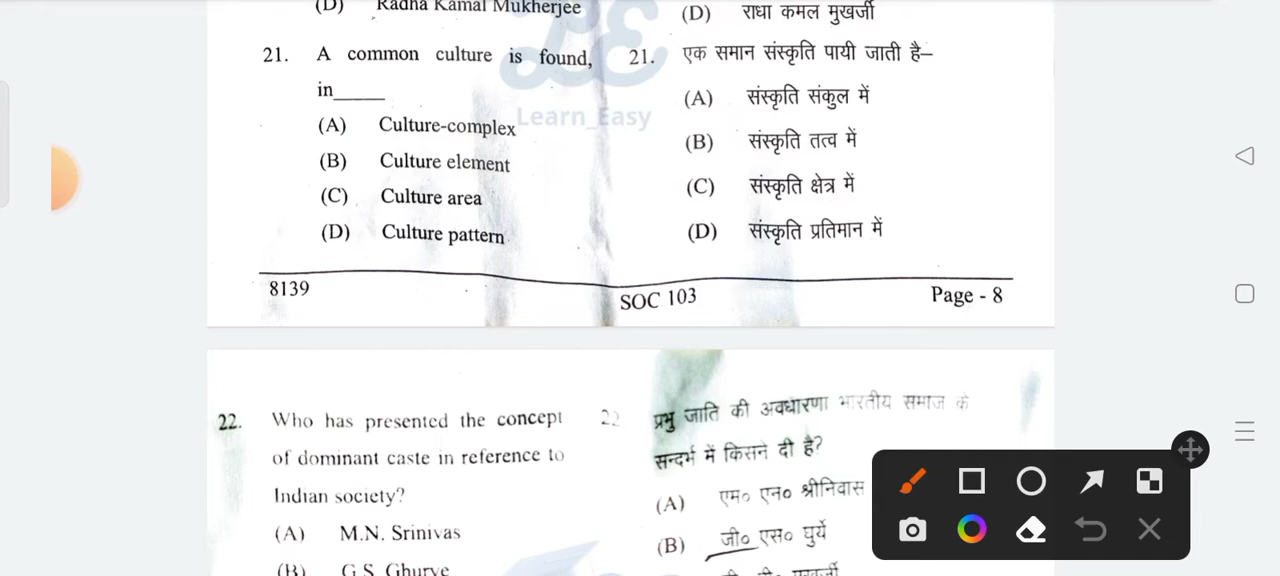 (D) Radha Kamal Mukherjee
21. A common culture is found,
in_____
(A) Culture-complex
(B) Culture element
(C) Culture area
(D) Culture pattern
(D) राधा कमल मुखर्जी
21. एक समान संस्कृति पायी जाती है–
(A) संस्कृति संकुल में
(B) संस्कृति तत्व में
(C) संस्कृति क्षेत्र में
(D) संस्कृति प्रतिमान में
Learn_Easy
8139 SOC 103 Page - 8
22. Who has presented the concept
of dominant caste in reference to
Indian society?
(A) M.N. Srinivas
(B) G.S. Ghurye
22 प्रभु जाति की अवधारणा भारतीय समाज के
सन्दर्भ में किसने दी है?
(A) एम० एन० श्रीनिवास
(B) जी० एस० घुर्ये
मुखर्जी